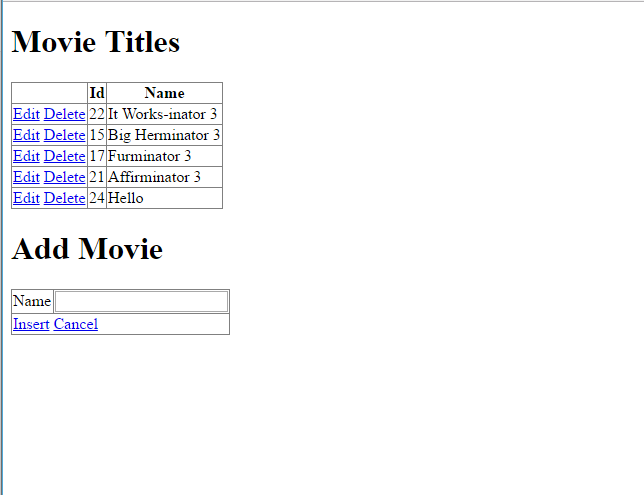 Movie Titles
Id Name
Edit Delete 22 It Works-inator 3
Edit Delete 15 Big Herminator 3
Edit Delete 17 Furminator 3
Edit Delete 21 Affirminator 3
Edit Delete 24 Hello
Add Movie
Name
Insert Cancel